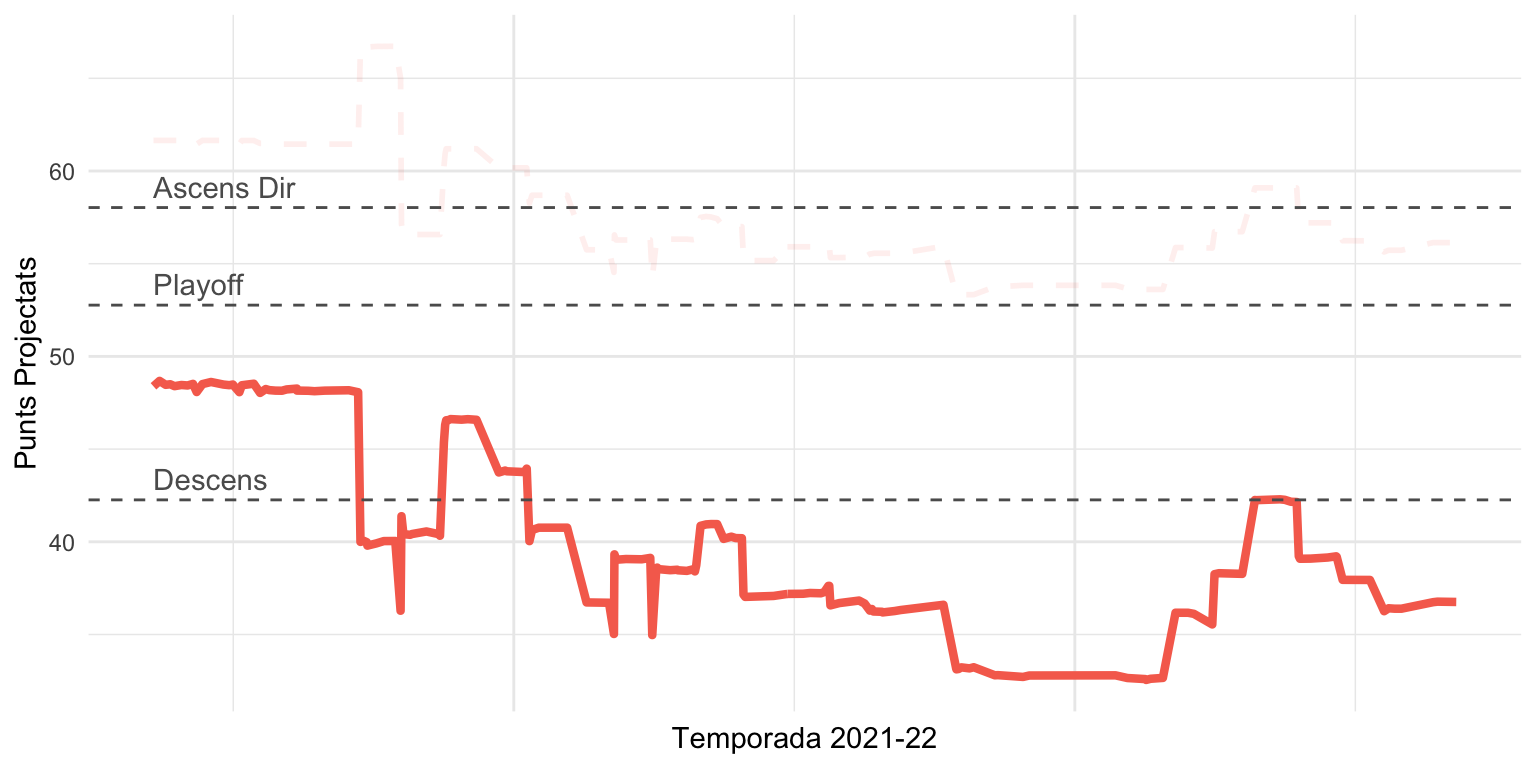 60
Ascens Dir
Playoff
50
Descens
40
Punts Projectats
Temporada 2021-22